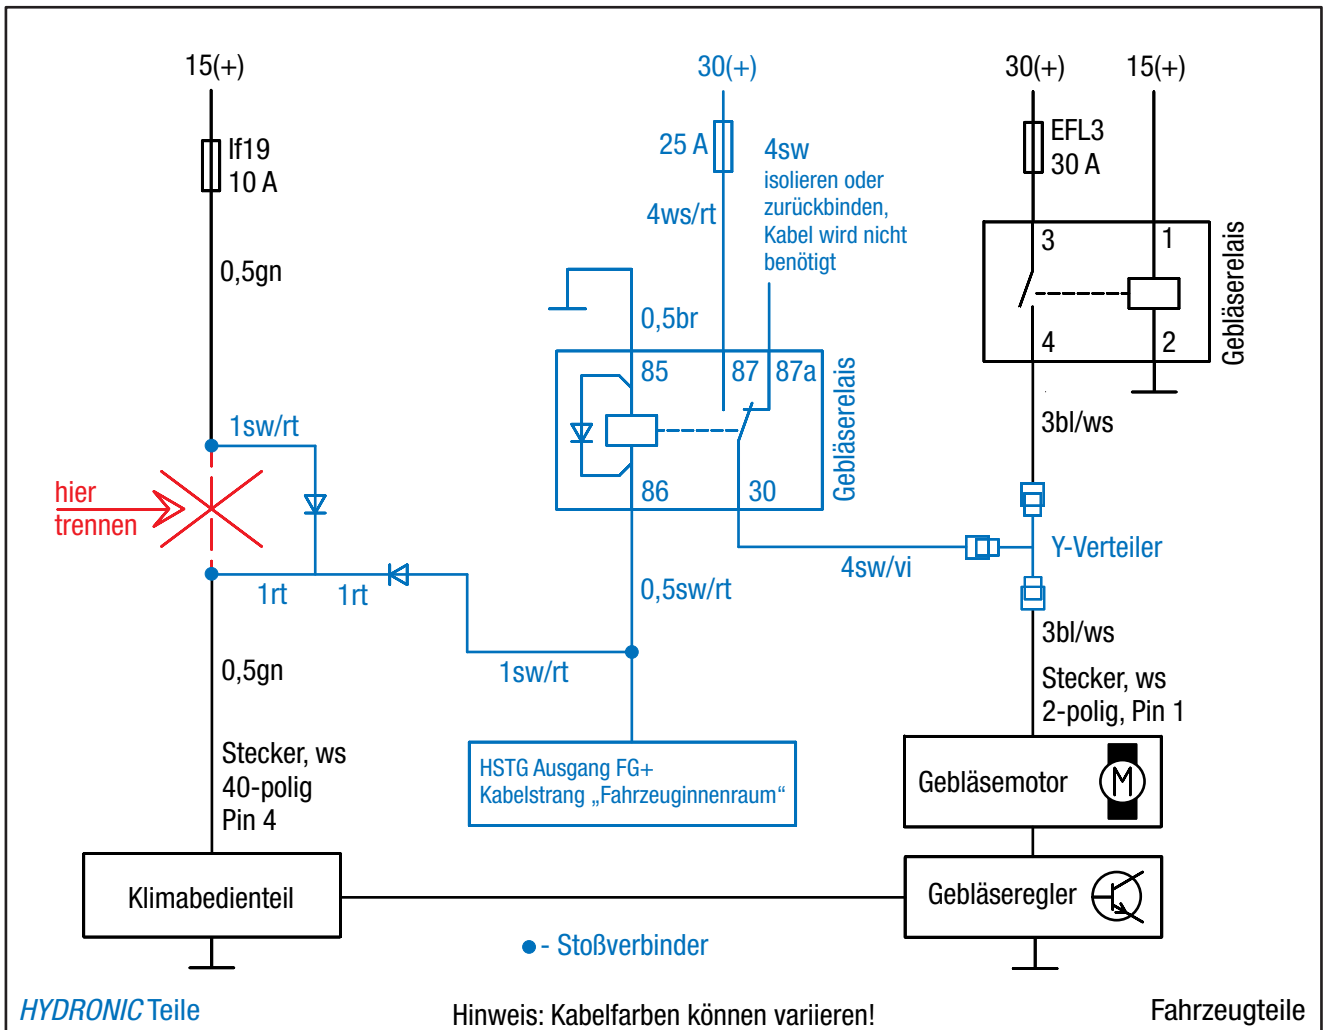 15(+)
30(+)
30(+)
15(+)
If19
10 A
25 A
4sw
isolieren oder
zurückbinden,
Kabel wird nicht
benötigt
EFL3
30 A
4ws/rt
0,5gn
0,5br
3
1
4
2
Gebläserelais
85
87
87a
86
30
Gebläserelais
1sw/rt
3bl/ws
hier
trennen
Y-Verteiler
4sw/vi
1rt
1rt
0,5sw/rt
3bl/ws
1sw/rt
0,5gn
Stecker, ws
2-polig, Pin 1
Stecker, ws
40-polig
Pin 4
HSTG Ausgang FG+
Kabelstrang „Fahrzeuginnenraum“
Gebläsemotor
M
Klimabedienteil
Gebläseregler
- Stoßverbinder
HYDRONIC Teile
Hinweis: Kabelfarben können variieren!
Fahrzeugteile